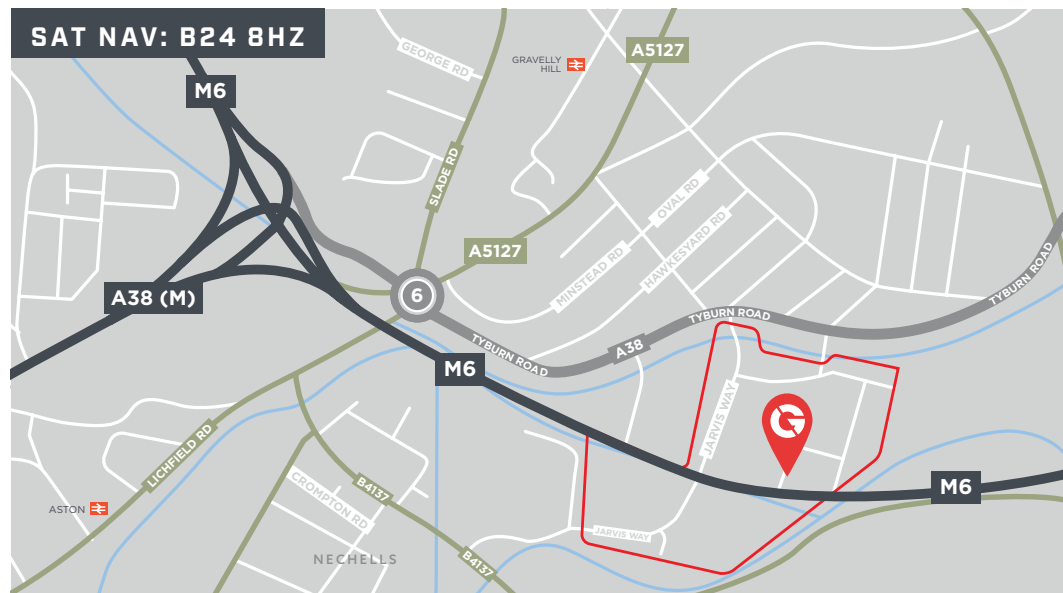 SAT NAV: B24 8HZ
M6
GEORGE RD
GRAVELLY
HILL
A5127
SLADE RD
OVAL RD
A5127
HAWKESYARD RD
MINSTEAD RD
A38 (M)
6
TYBURN ROAD
TYBURN ROAD
TYBURN ROAD
A38
M6
JARVIS WAY
G
LICHFIELD RD
M6
B4137
CROMPTON RD
ASTON
JARVIS WAY
NECHELLS
B4137